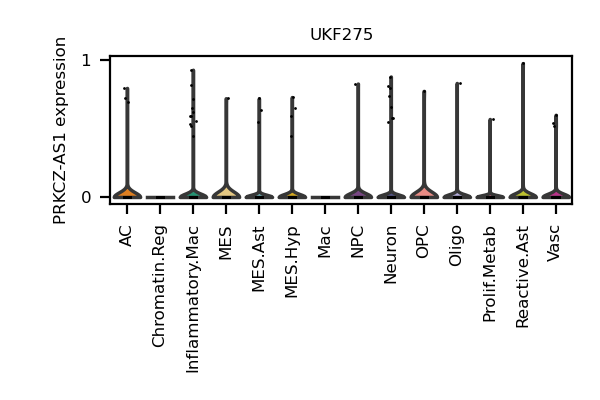 UKF275
PRKCZ-AS1 expression
1
0
AC
Chromatin.Reg
Inflammatory.Mac
MES
MES.Ast
MES.Hyp
Mac
NPC
Neuron
OPC
Oligo
Prolif.Metab
Reactive.Ast
Vasc